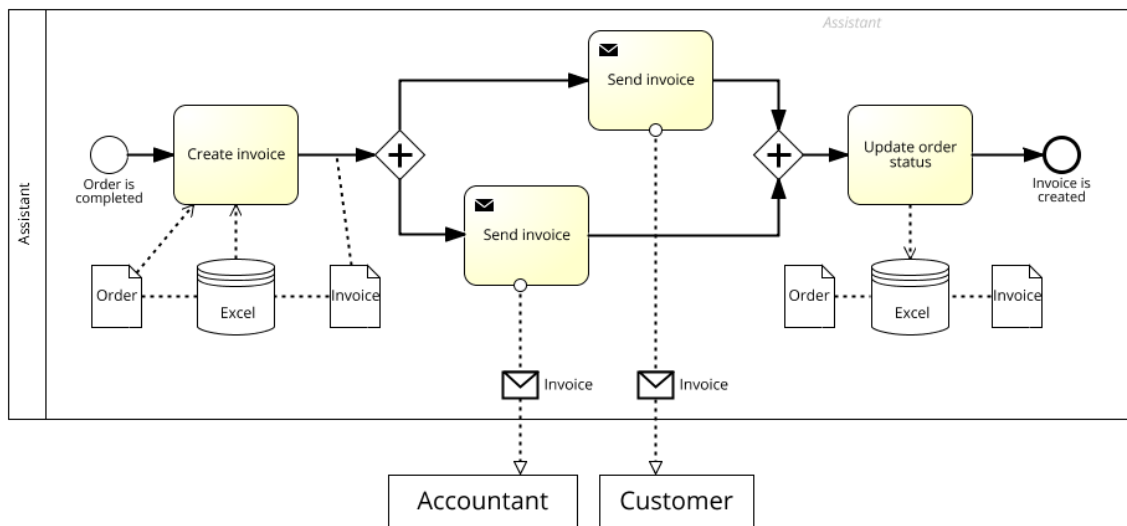 Assistant
Assistant
Send invoice
Create invoice
Update order
status
Order is
completed
Invoice is
created
Send invoice
Order
Excel
Invoice
Order
Excel
Invoice
Invoice
Invoice
Accountant
Customer